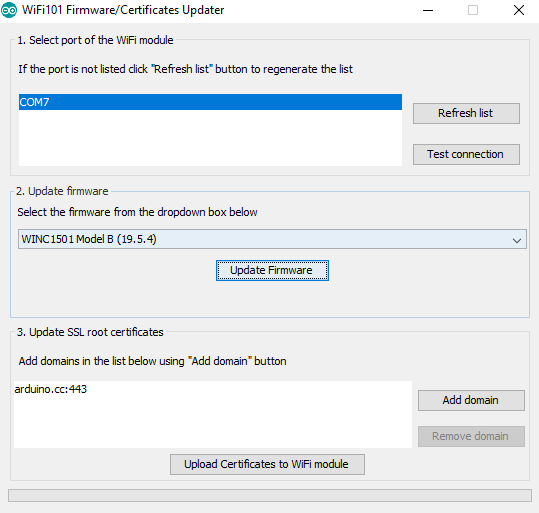 WiFi101 Firmware/Certificates Updater
1. Select port of the WiFi module
If the port is not listed click "Refresh list" button to regenerate the list
COM7
Refresh list
Test connection
2. Update firmware
Select the firmware from the dropdown box below
WINC1501 Model B (19.5.4)
Update Firmware
3. Update SSL root certificates
Add domains in the list below using "Add domain" button
arduino.cc:443
Add domain
Remove domain
Upload Certificates to WiFi module